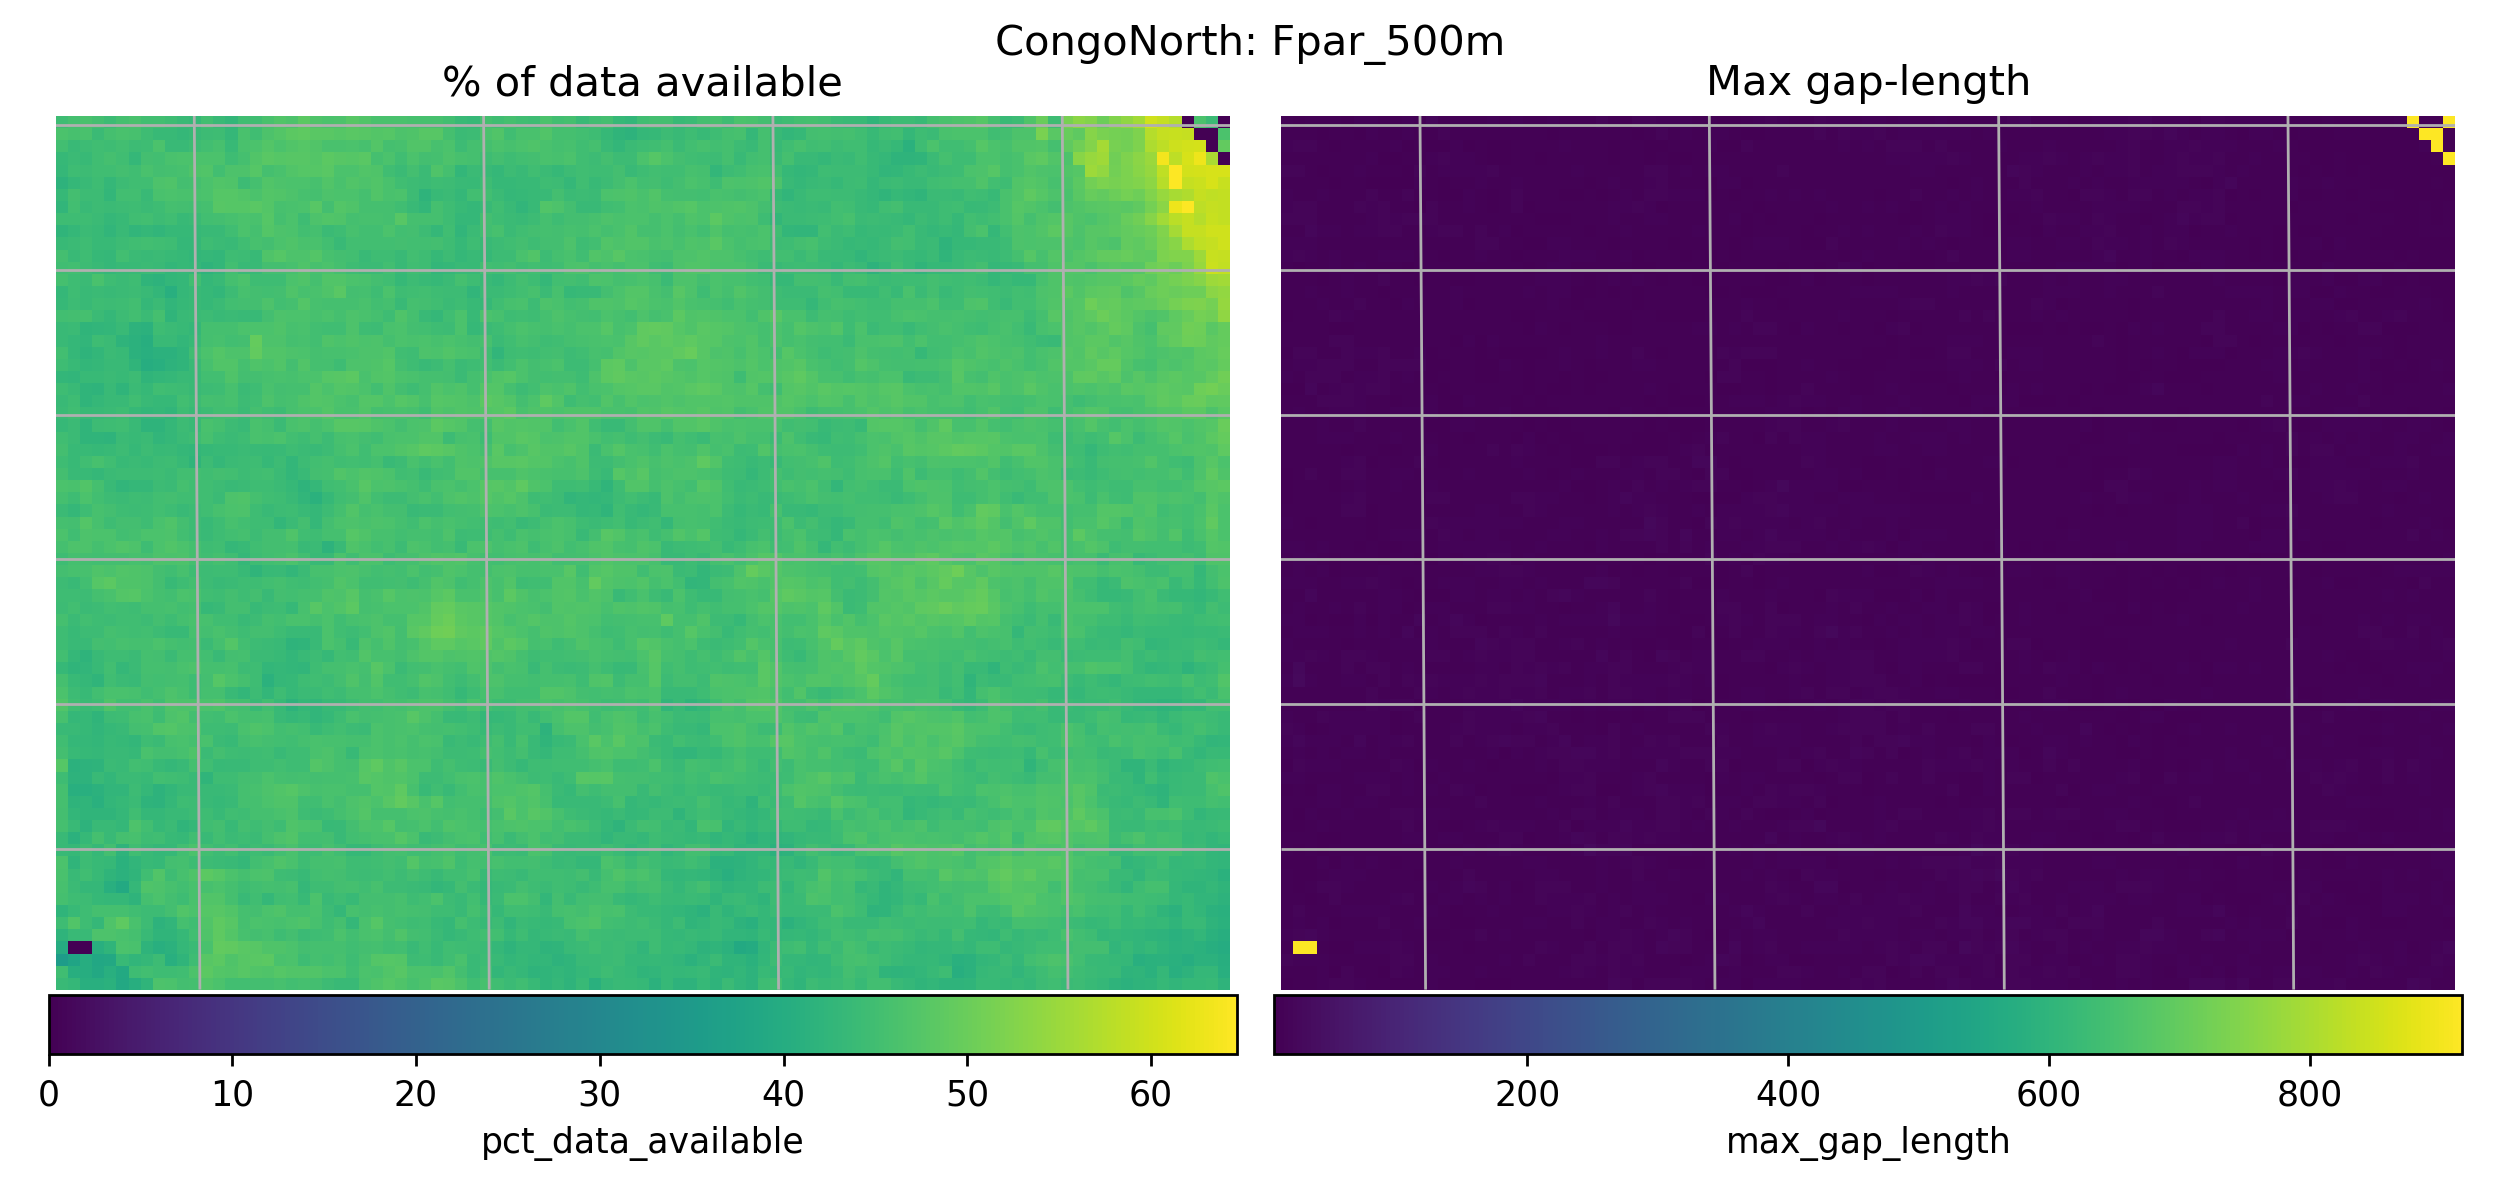 CongoNorth: Fpar_500m
% of data available
Max gap-length
0 10 20 30 40 50 60
pct_data_available
200 400 600 800
max_gap_length